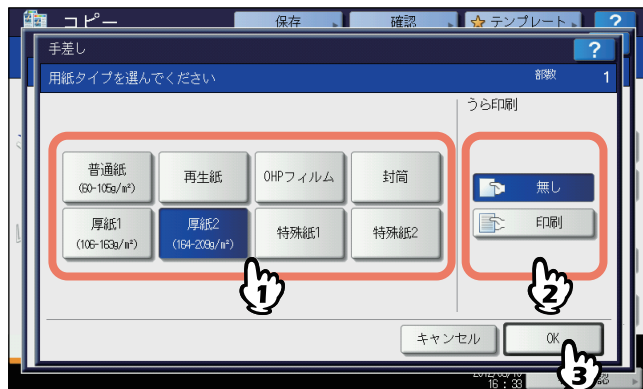 コピー
保存
確認
テンプレート
?
手差し
?
用紙タイプを選んでください
部数 1
うら印刷
普通紙
(60-105g/m²)
再生紙
OHPフィルム
封筒
無し
厚紙1
(106-163g/m²)
厚紙2
(164-209g/m²)
特殊紙1
特殊紙2
印刷
1
2
キャンセル
OK
3
16 : 33